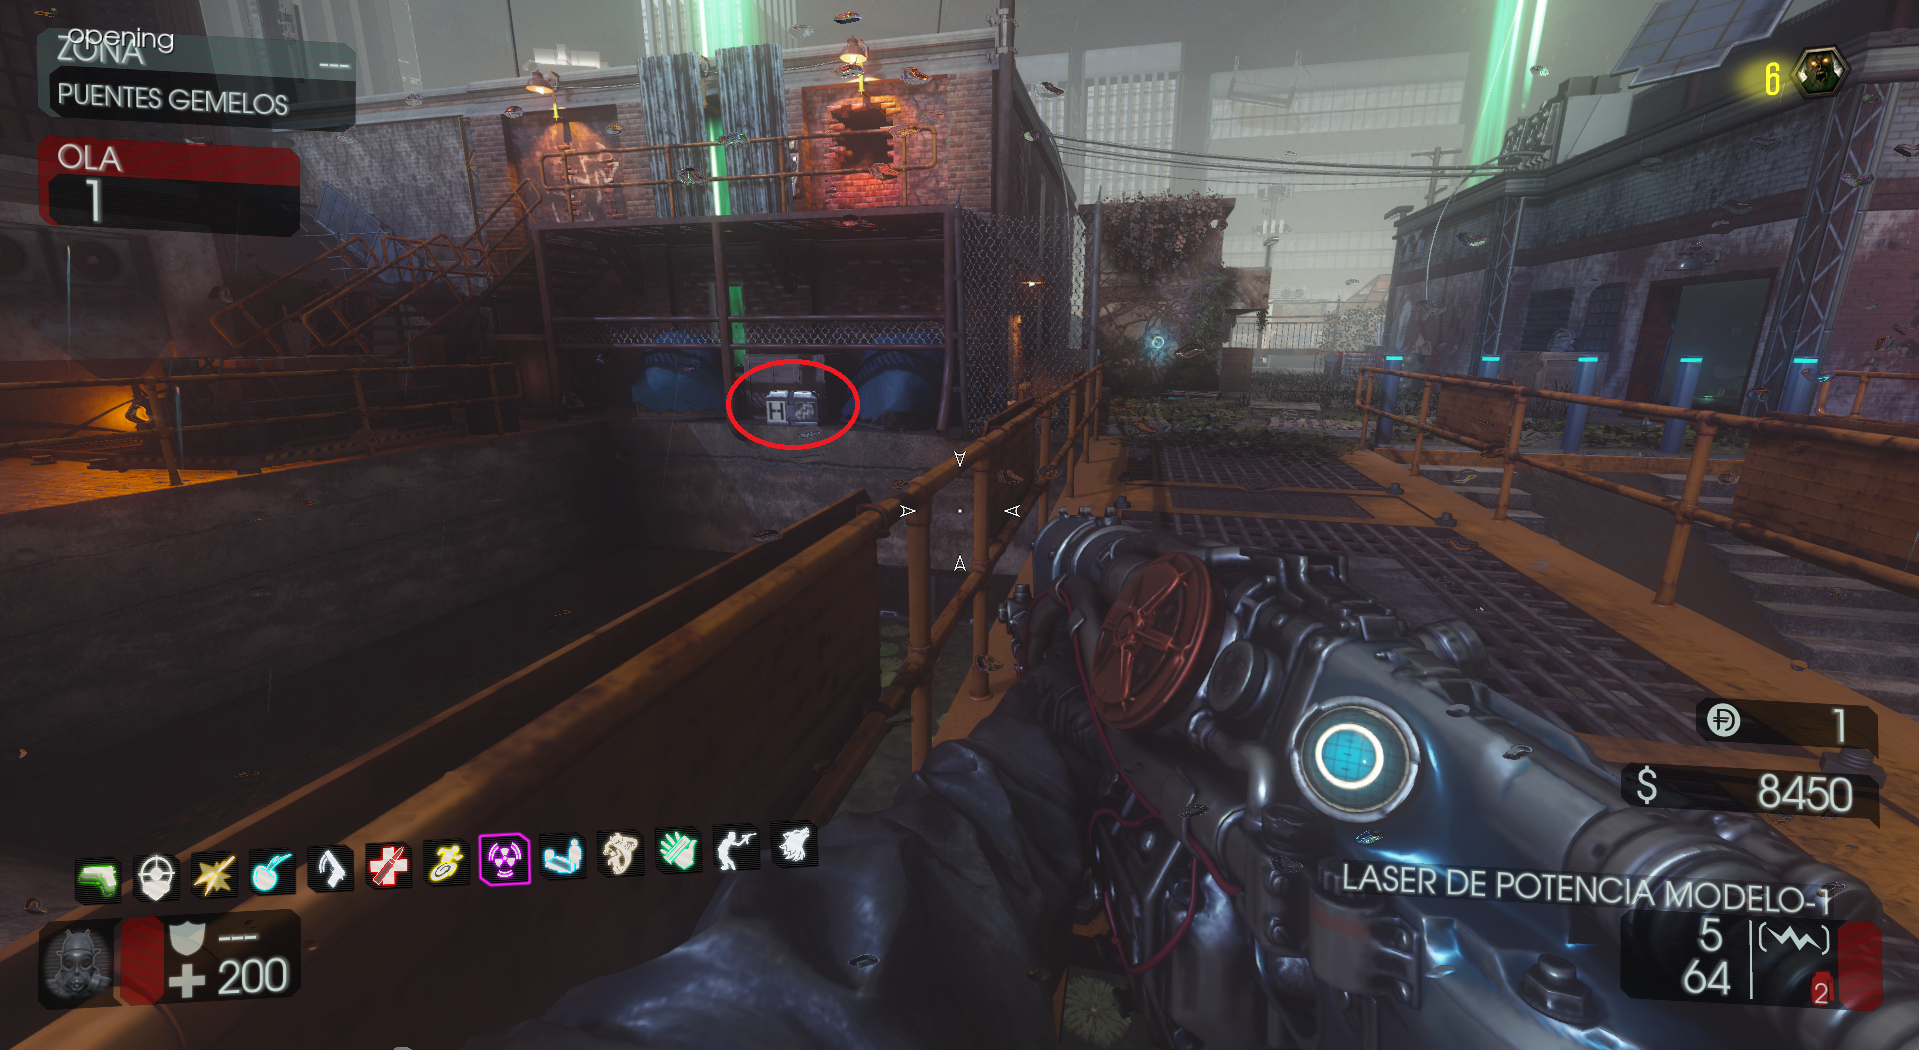 opening
ZONA
---
PUENTES GEMELOS
OLA
1
6
H
1
$ 8450
LASER DE POTENCIA MODELO-1
5
64
2
---
200